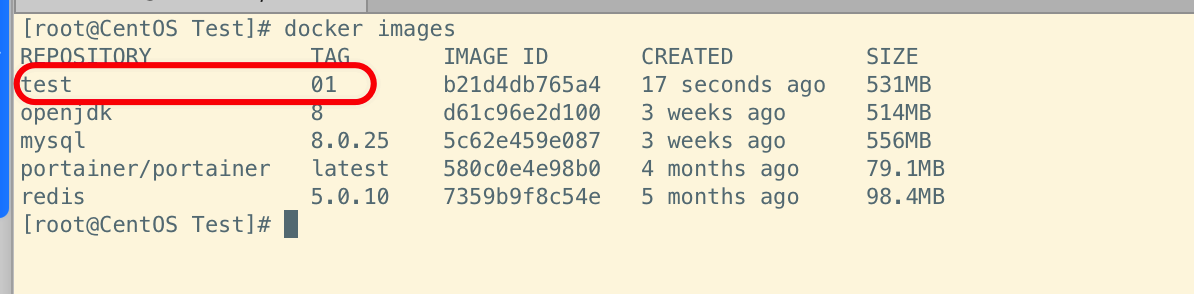 [root@CentOS Test]# docker images
REPOSITORY TAG IMAGE ID CREATED SIZE
test 01 b21d4db765a4 17 seconds ago 531MB
openjdk 8 d61c96e2d100 3 weeks ago 514MB
mysql 8.0.25 5c62e459e087 3 weeks ago 556MB
portainer/portainer latest 580c0e4e98b0 4 months ago 79.1MB
redis 5.0.10 7359b9f8c54e 5 months ago 98.4MB
[root@CentOS Test]#